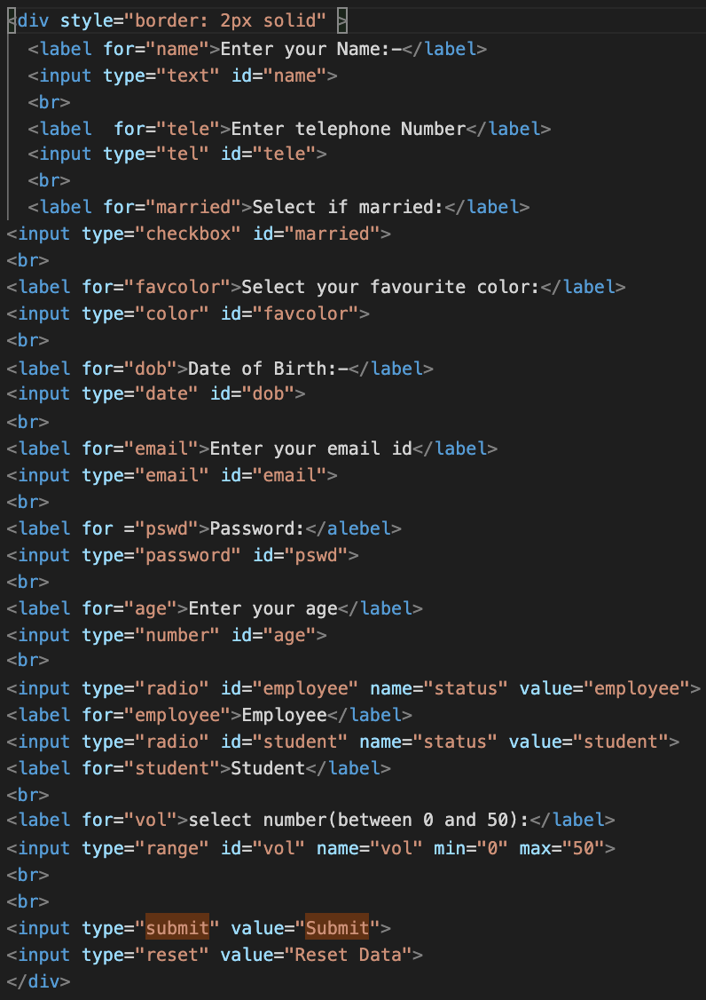 <div style="border: 2px solid" >
<label for="name">Enter your Name:-</label>
<input type="text" id="name">
<br>
<label  for="tele">Enter telephone Number</label>
<input type="tel" id="tele">
<br>
<label for="married">Select if married:</label>
<input type="checkbox" id="married">
<br>
<label for="favcolor">Select your favourite color:</label>
<input type="color" id="favcolor">
<br>
<label for="dob">Date of Birth:-</label>
<input type="date" id="dob">
<br>
<label for="email">Enter your email id</label>
<input type="email" id="email">
<br>
<label for ="pswd">Password:</alebel>
<input type="password" id="pswd">
<br>
<label for="age">Enter your age</label>
<input type="number" id="age">
<br>
<input type="radio" id="employee" name="status" value="employee">
<label for="employee">Employee</label>
<input type="radio" id="student" name="status" value="student">
<label for="student">Student</label>
<br>
<label for="vol">select number(between 0 and 50):</label>
<input type="range" id="vol" name="vol" min="0" max="50">
<br>
<br>
<input type="submit" value="Submit">
<input type="reset" value="Reset Data">
</div>